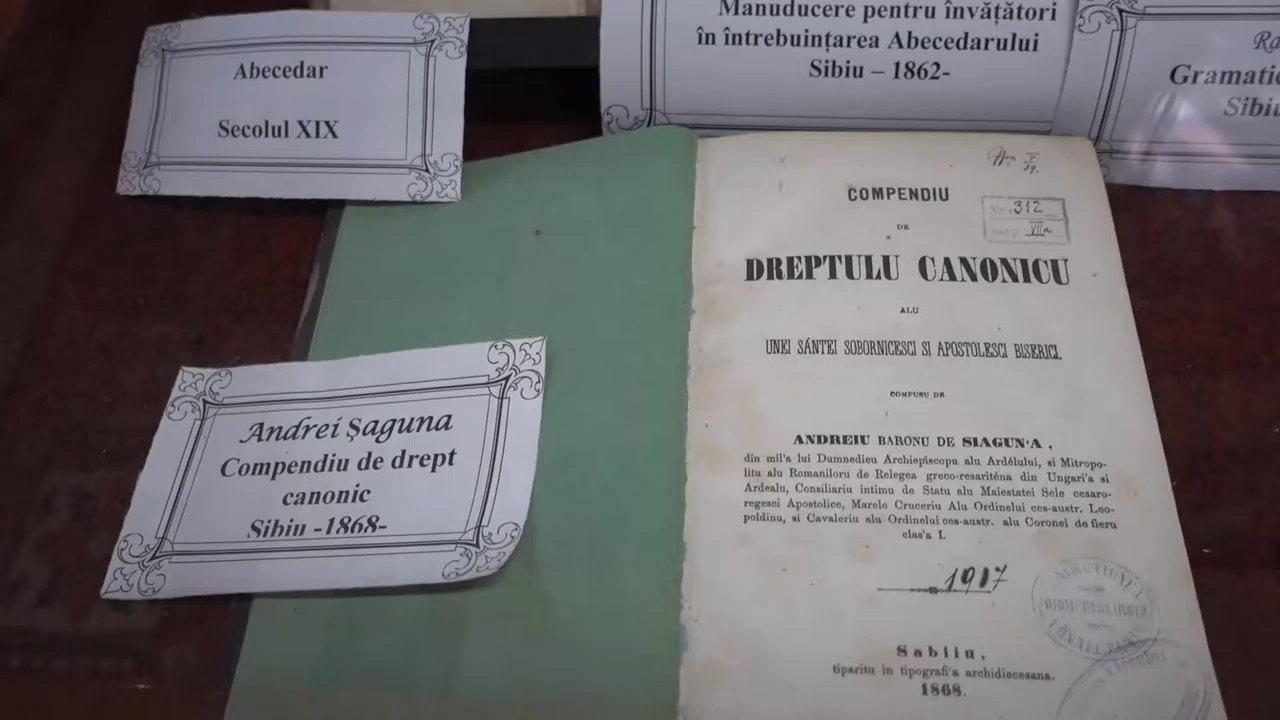 Abecedar
Secolul XIX
Manuducere pentru învățători
în întrebuințarea Abecedarului
Sibiu – 1862-
Andrei Șaguna
Compendiu de drept
canonic
Sibiu -1868-
COMPENDIU
DE
DREPTULU CANONICU
ALU
UNEI SÁNTEI SOBORNICESCI SI APOSTOLESCI BISERICI.
COMPUSU DE
ANDREIU BARONU DE SIAGUN'A,
din mil'a lui Dumnedieu Archiepíscopu alu Ardélului, si Mitropo-
litu alu Romaniloru de Relegea greco-resariténa din Ungari'a si
Ardealu, Consiliariu intimu de Statu alu Maiestatei Sele cesaro-
regesci Apostolice, Marele Cruceriu Alu Ordinelui ces-austr. Leo-
poldinu, si Cavaleriu alu Ordinelui ces-austr. alu Coronei de fieru
clas'a I.
312
VIIa
1917
Sabiiu,
tiparitu in tipografi'a archidiecesana.
1868.